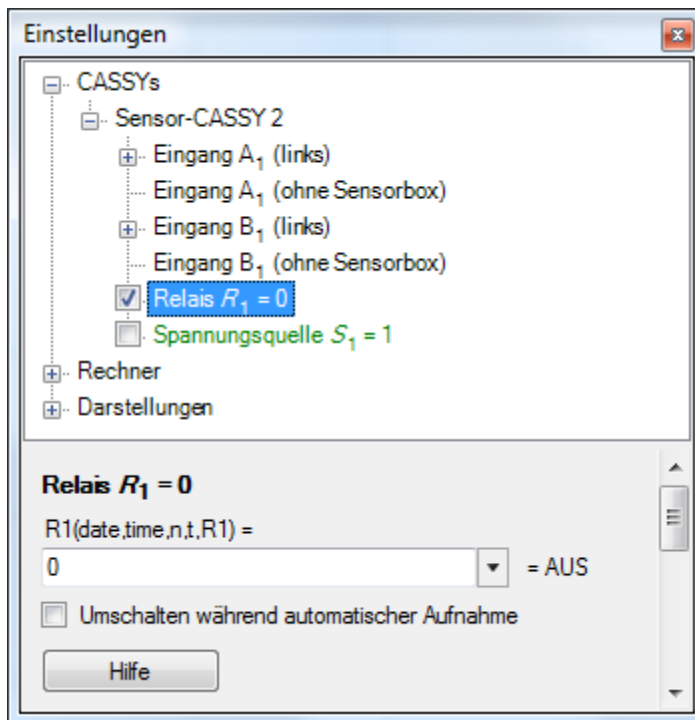 Einstellungen
CASSYs
Sensor-CASSY 2
Eingang A1 (links)
Eingang A1 (ohne Sensorbox)
Eingang B1 (links)
Eingang B1 (ohne Sensorbox)
Relais R1 = 0
Spannungsquelle S1 = 1
Rechner
Darstellungen
Relais R1 = 0
R1(date,time,n,t,R1) =
0 = AUS
Umschalten während automatischer Aufnahme
Hilfe